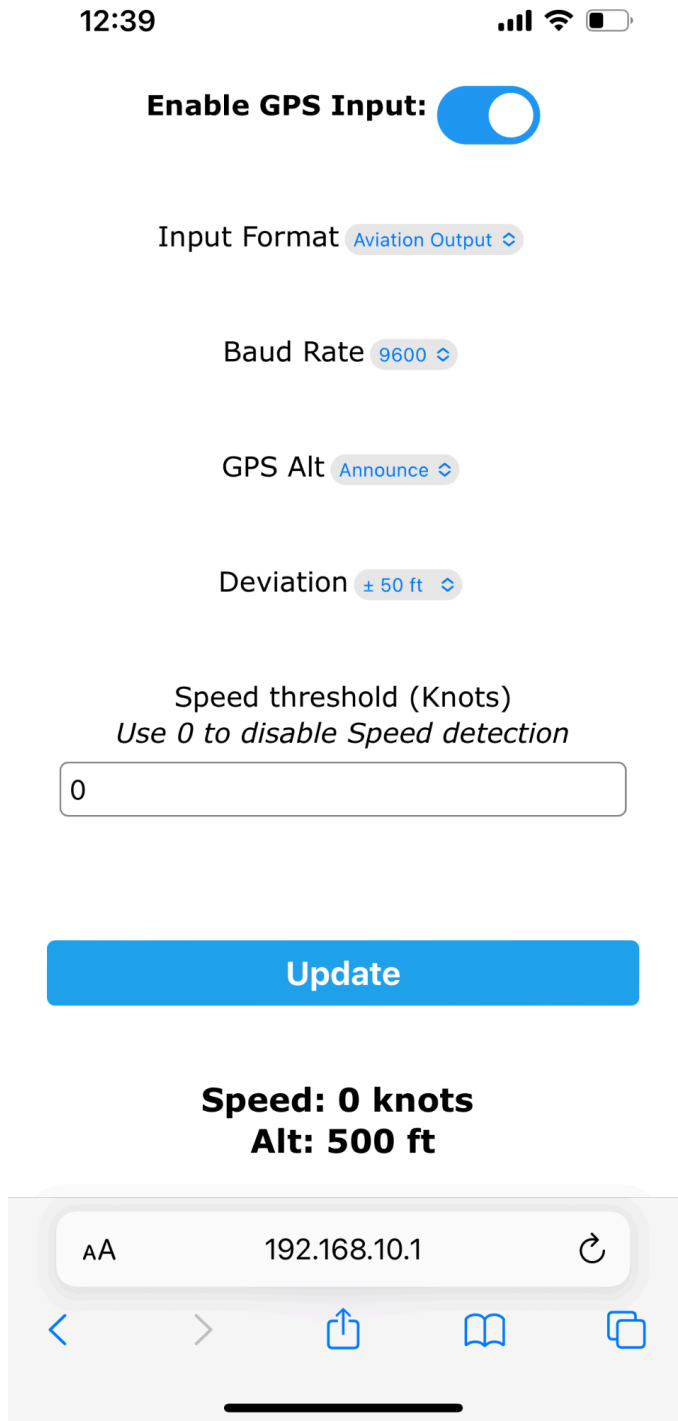 12:39
Enable GPS Input:
Input Format Aviation Output
Baud Rate 9600
GPS Alt Announce
Deviation ± 50 ft
Speed threshold (Knots)
Use 0 to disable Speed detection
0
Update
Speed: 0 knots
Alt: 500 ft
AA 192.168.10.1